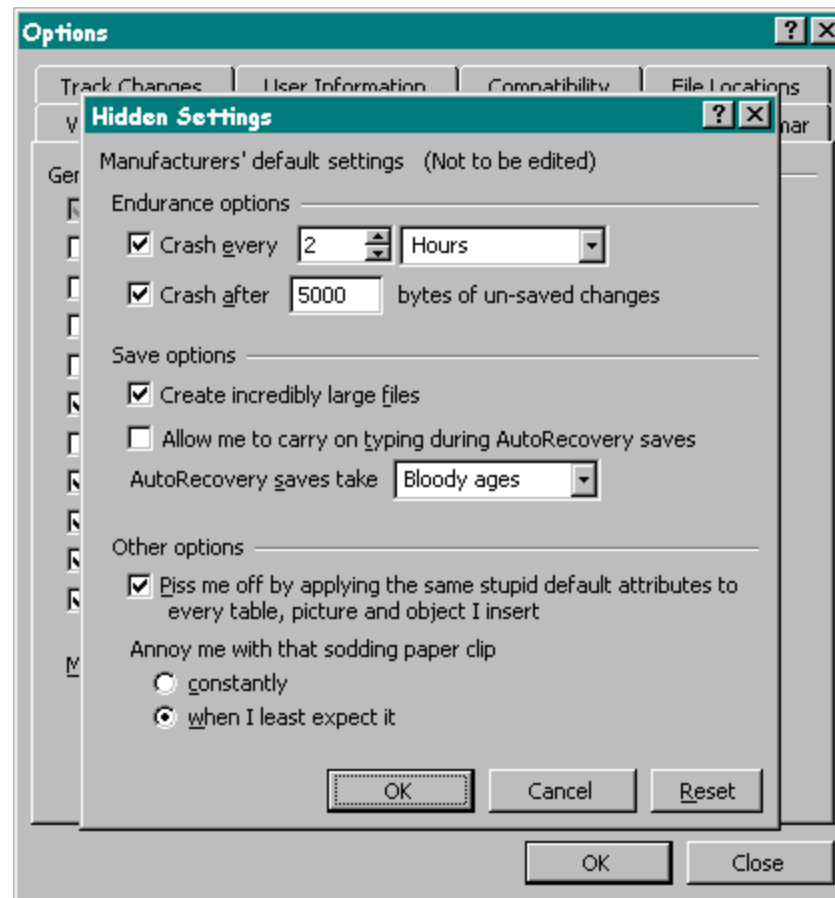 Options
Track Changes User Information Compatibility File Locations
V
mar
Hidden Settings
Ger
Manufacturers' default settings (Not to be edited)
Endurance options
Crash every 2 Hours
Crash after 5000 bytes of un-saved changes
Save options
Create incredibly large files
Allow me to carry on typing during AutoRecovery saves
AutoRecovery saves take Bloody ages
Other options
Piss me off by applying the same stupid default attributes to
every table, picture and object I insert
M
Annoy me with that sodding paper clip
constantly
when I least expect it
OK Cancel Reset
OK Close